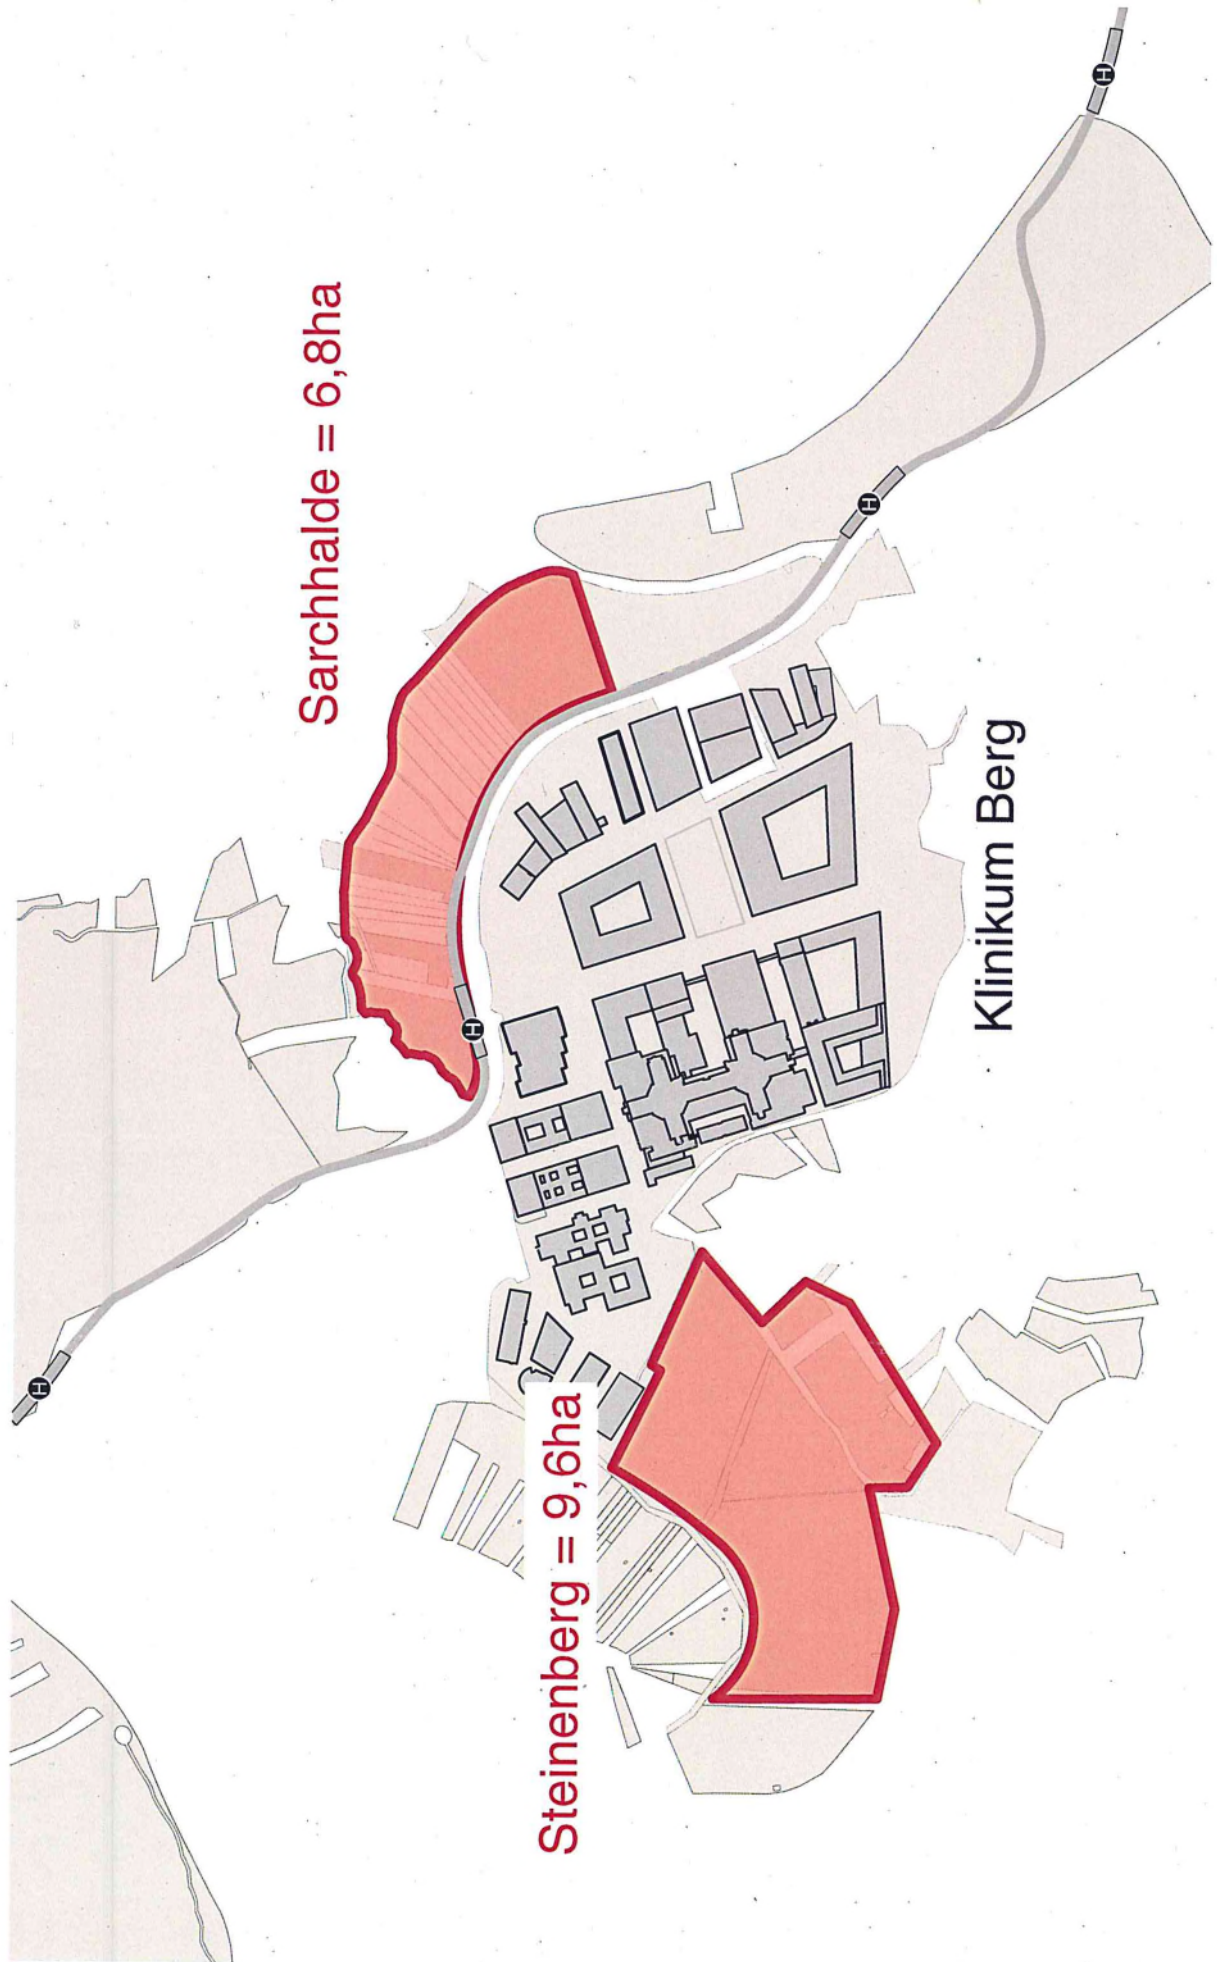 Sarchhalde = 6,8ha
Steinenberg = 9,6ha
Klinikum Berg
H
H
H
H